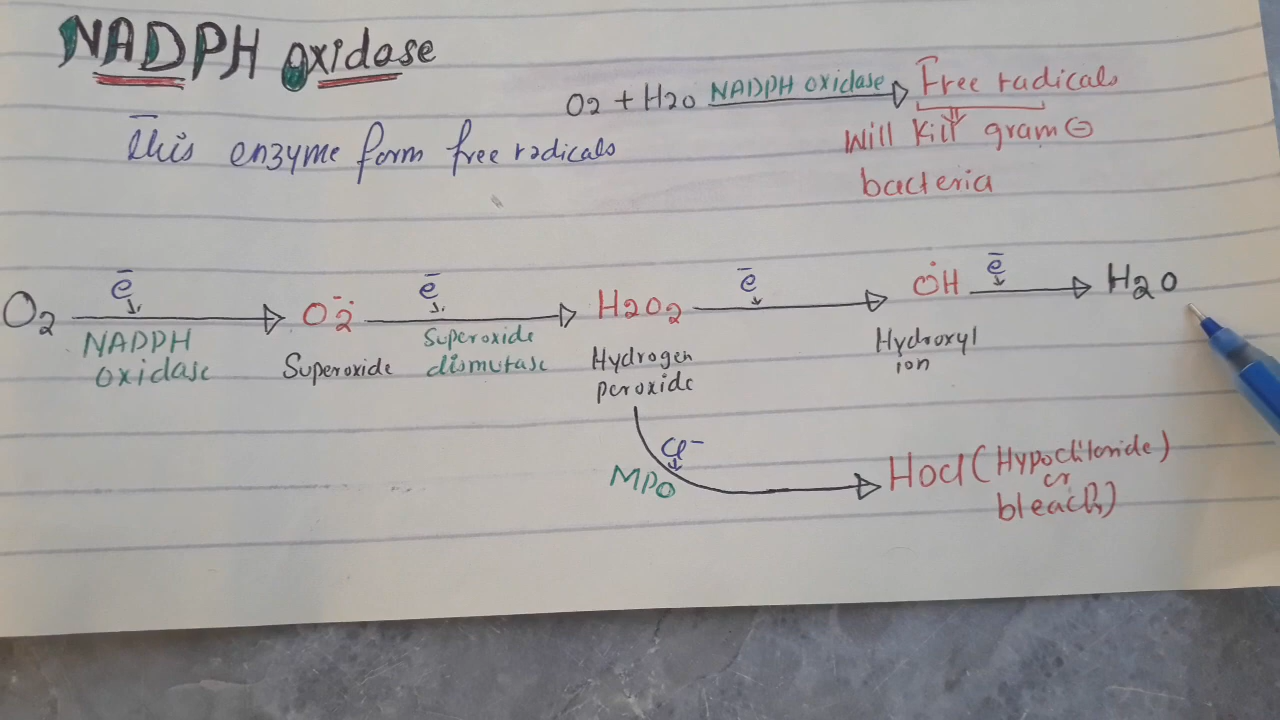 NADPH oxidase
O2 + H2O NADPH oxidase Free radicals
This enzyme form free radicals
Will kill gram ⊖
bacteria
O2 ē NADPH oxidase O2̄· ē Superoxide dismutase H2O2 ē ȮH ē H2O
Superoxide
Hydrogen
peroxide
Hydroxyl
ion
MPO Cl- HOCl (Hypochloride)
or
bleach)